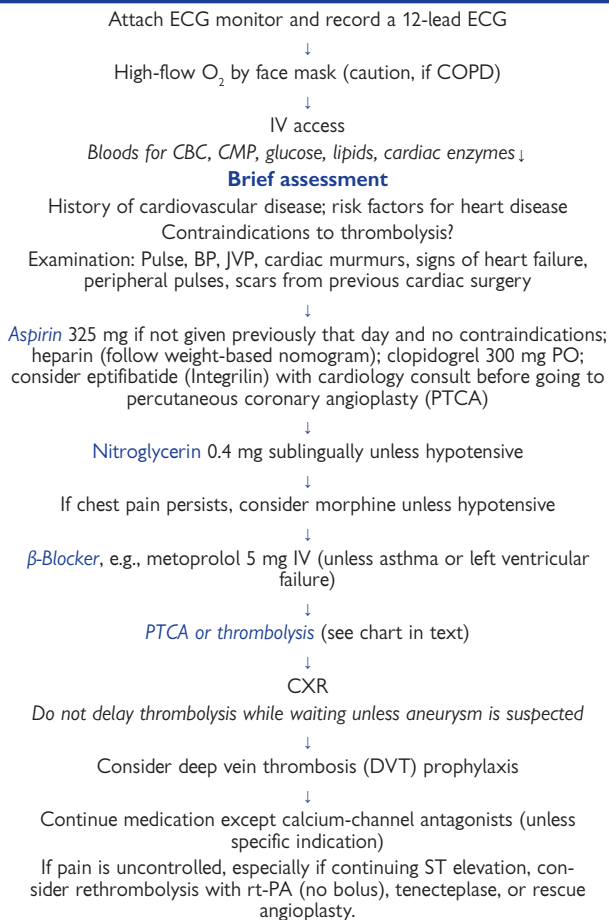 Attach ECG monitor and record a 12-lead ECG
↓
High-flow O₂ by face mask (caution, if COPD)
↓
IV access
Bloods for CBC, CMP, glucose, lipids, cardiac enzymes↓
Brief assessment
History of cardiovascular disease; risk factors for heart disease
Contraindications to thrombolysis?
Examination: Pulse, BP, JVP, cardiac murmurs, signs of heart failure,
peripheral pulses, scars from previous cardiac surgery
↓
Aspirin 325 mg if not given previously that day and no contraindications;
heparin (follow weight-based nomogram); clopidogrel 300 mg PO;
consider eptifibatide (Integrilin) with cardiology consult before going to
percutaneous coronary angioplasty (PTCA)
↓
Nitroglycerin 0.4 mg sublingually unless hypotensive
↓
If chest pain persists, consider morphine unless hypotensive
↓
β-Blocker, e.g., metoprolol 5 mg IV (unless asthma or left ventricular
failure)
↓
PTCA or thrombolysis (see chart in text)
↓
CXR
Do not delay thrombolysis while waiting unless aneurysm is suspected
↓
Consider deep vein thrombosis (DVT) prophylaxis
↓
Continue medication except calcium-channel antagonists (unless
specific indication)
If pain is uncontrolled, especially if continuing ST elevation, con-
sider rethrombolysis with rt-PA (no bolus), tenecteplase, or rescue
angioplasty.